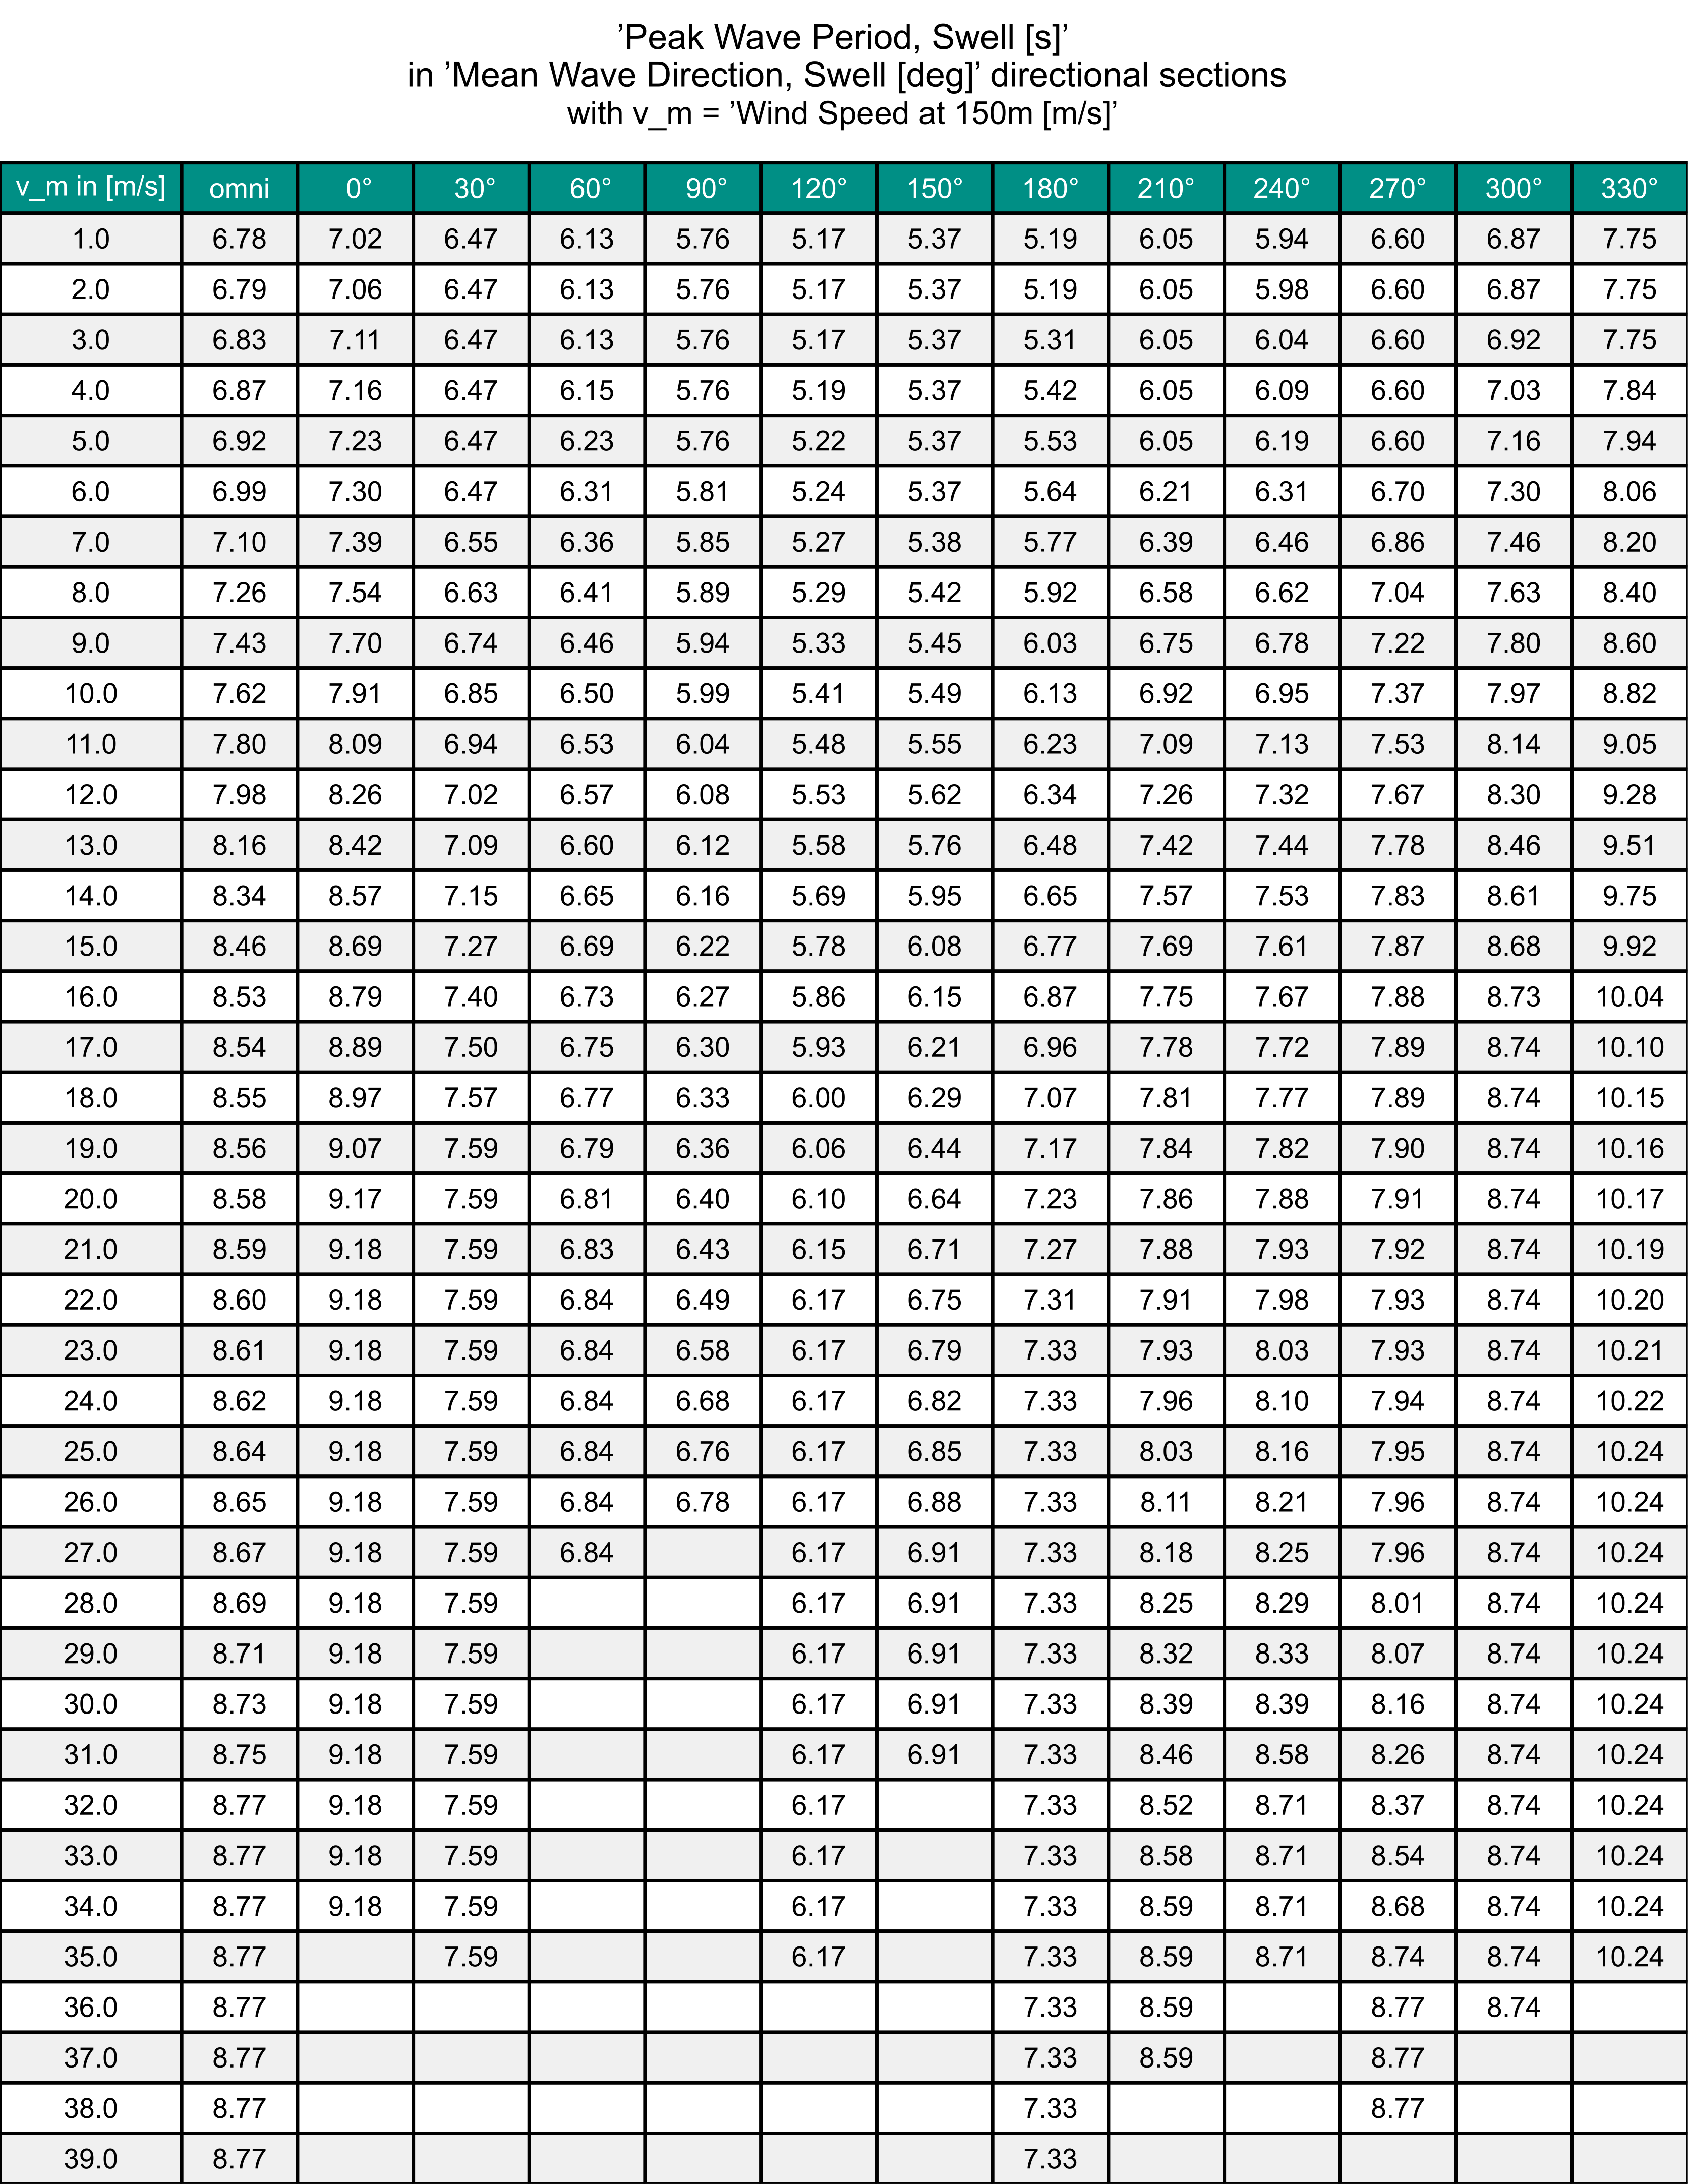 ’Peak Wave Period, Swell [s]’
in ’Mean Wave Direction, Swell [deg]’ directional sections
with v_m = ’Wind Speed at 150m [m/s]’
v_m in [m/s] omni 0° 30° 60° 90° 120° 150° 180° 210° 240° 270° 300° 330°
1.0 6.78 7.02 6.47 6.13 5.76 5.17 5.37 5.19 6.05 5.94 6.60 6.87 7.75
2.0 6.79 7.06 6.47 6.13 5.76 5.17 5.37 5.19 6.05 5.98 6.60 6.87 7.75
3.0 6.83 7.11 6.47 6.13 5.76 5.17 5.37 5.31 6.05 6.04 6.60 6.92 7.75
4.0 6.87 7.16 6.47 6.15 5.76 5.19 5.37 5.42 6.05 6.09 6.60 7.03 7.84
5.0 6.92 7.23 6.47 6.23 5.76 5.22 5.37 5.53 6.05 6.19 6.60 7.16 7.94
6.0 6.99 7.30 6.47 6.31 5.81 5.24 5.37 5.64 6.21 6.31 6.70 7.30 8.06
7.0 7.10 7.39 6.55 6.36 5.85 5.27 5.38 5.77 6.39 6.46 6.86 7.46 8.20
8.0 7.26 7.54 6.63 6.41 5.89 5.29 5.42 5.92 6.58 6.62 7.04 7.63 8.40
9.0 7.43 7.70 6.74 6.46 5.94 5.33 5.45 6.03 6.75 6.78 7.22 7.80 8.60
10.0 7.62 7.91 6.85 6.50 5.99 5.41 5.49 6.13 6.92 6.95 7.37 7.97 8.82
11.0 7.80 8.09 6.94 6.53 6.04 5.48 5.55 6.23 7.09 7.13 7.53 8.14 9.05
12.0 7.98 8.26 7.02 6.57 6.08 5.53 5.62 6.34 7.26 7.32 7.67 8.30 9.28
13.0 8.16 8.42 7.09 6.60 6.12 5.58 5.76 6.48 7.42 7.44 7.78 8.46 9.51
14.0 8.34 8.57 7.15 6.65 6.16 5.69 5.95 6.65 7.57 7.53 7.83 8.61 9.75
15.0 8.46 8.69 7.27 6.69 6.22 5.78 6.08 6.77 7.69 7.61 7.87 8.68 9.92
16.0 8.53 8.79 7.40 6.73 6.27 5.86 6.15 6.87 7.75 7.67 7.88 8.73 10.04
17.0 8.54 8.89 7.50 6.75 6.30 5.93 6.21 6.96 7.78 7.72 7.89 8.74 10.10
18.0 8.55 8.97 7.57 6.77 6.33 6.00 6.29 7.07 7.81 7.77 7.89 8.74 10.15
19.0 8.56 9.07 7.59 6.79 6.36 6.06 6.44 7.17 7.84 7.82 7.90 8.74 10.16
20.0 8.58 9.17 7.59 6.81 6.40 6.10 6.64 7.23 7.86 7.88 7.91 8.74 10.17
21.0 8.59 9.18 7.59 6.83 6.43 6.15 6.71 7.27 7.88 7.93 7.92 8.74 10.19
22.0 8.60 9.18 7.59 6.84 6.49 6.17 6.75 7.31 7.91 7.98 7.93 8.74 10.20
23.0 8.61 9.18 7.59 6.84 6.58 6.17 6.79 7.33 7.93 8.03 7.93 8.74 10.21
24.0 8.62 9.18 7.59 6.84 6.68 6.17 6.82 7.33 7.96 8.10 7.94 8.74 10.22
25.0 8.64 9.18 7.59 6.84 6.76 6.17 6.85 7.33 8.03 8.16 7.95 8.74 10.24
26.0 8.65 9.18 7.59 6.84 6.78 6.17 6.88 7.33 8.11 8.21 7.96 8.74 10.24
27.0 8.67 9.18 7.59 6.84 6.17 6.91 7.33 8.18 8.25 7.96 8.74 10.24
28.0 8.69 9.18 7.59 6.17 6.91 7.33 8.25 8.29 8.01 8.74 10.24
29.0 8.71 9.18 7.59 6.17 6.91 7.33 8.32 8.33 8.07 8.74 10.24
30.0 8.73 9.18 7.59 6.17 6.91 7.33 8.39 8.39 8.16 8.74 10.24
31.0 8.75 9.18 7.59 6.17 6.91 7.33 8.46 8.58 8.26 8.74 10.24
32.0 8.77 9.18 7.59 6.17 7.33 8.52 8.71 8.37 8.74 10.24
33.0 8.77 9.18 7.59 6.17 7.33 8.58 8.71 8.54 8.74 10.24
34.0 8.77 9.18 7.59 6.17 7.33 8.59 8.71 8.68 8.74 10.24
35.0 8.77 7.59 6.17 7.33 8.59 8.71 8.74 8.74 10.24
36.0 8.77 7.33 8.59 8.77 8.74
37.0 8.77 7.33 8.59 8.77
38.0 8.77 7.33 8.77
39.0 8.77 7.33